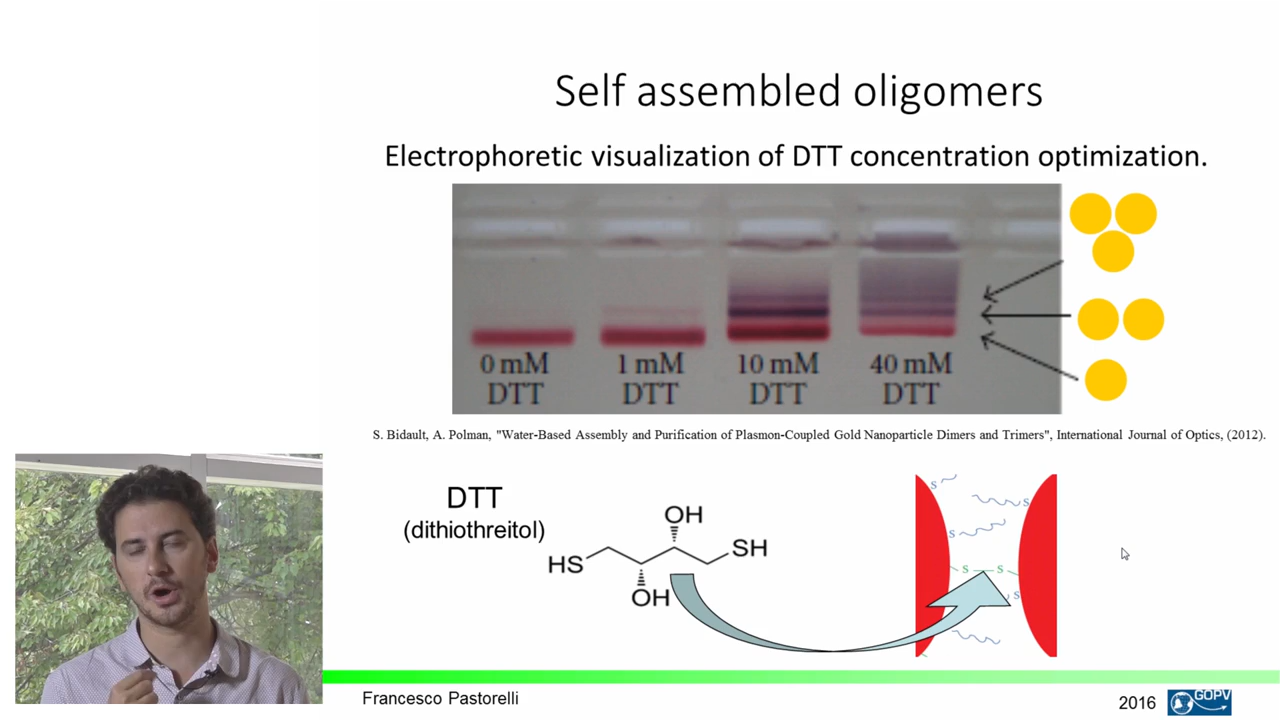 Self assembled oligomers
Electrophoretic visualization of DTT concentration optimization.
0 mM 1 mM 10 mM 40 mM
DTT DTT DTT DTT
S. Bidault, A. Polman, "Water-Based Assembly and Purification of Plasmon-Coupled Gold Nanoparticle Dimers and Trimers", International Journal of Optics, (2012).
DTT
(dithiothreitol)
OH
HS
SH
OH
S
S
S
S S
S
Francesco Pastorelli
2016
GOPV